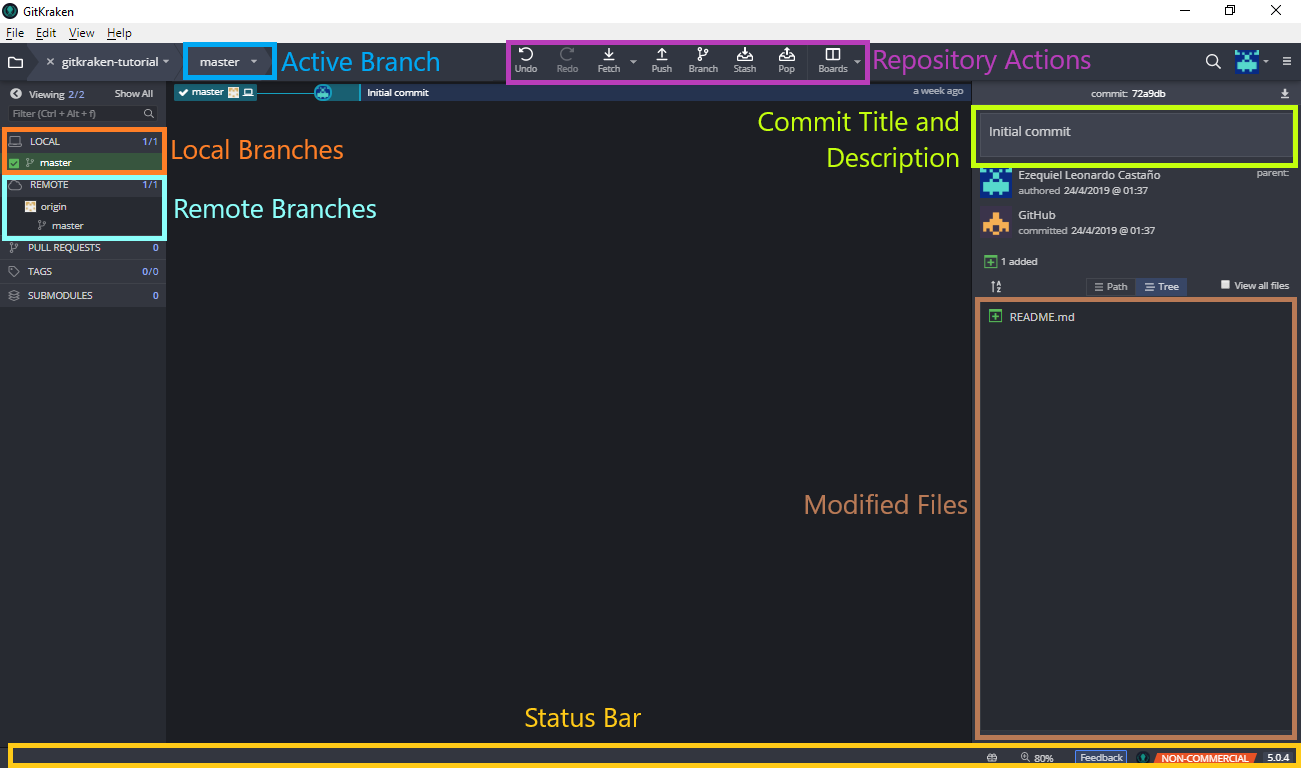 GitKraken
File Edit View Help
gitkraken-tutorial master Active Branch Undo Redo Fetch Push Branch Stash Pop Boards Repository Actions
Viewing 2/2 Show All
Filter (Ctrl + Alt + f)
LOCAL 1/1
master
Local Branches
REMOTE 1/1
origin
master
Remote Branches
PULL REQUESTS 0
TAGS 0/0
SUBMODULES 0
master Initial commit a week ago
Commit Title and
Description
commit: 72a9db
Initial commit
Ezequiel Leonardo Castaño parent:
authored 24/4/2019 @ 01:37
GitHub
committed 24/4/2019 @ 01:37
1 added
Path Tree View all files
README.md
Modified Files
Status Bar
80% Feedback NON-COMMERCIAL 5.0.4